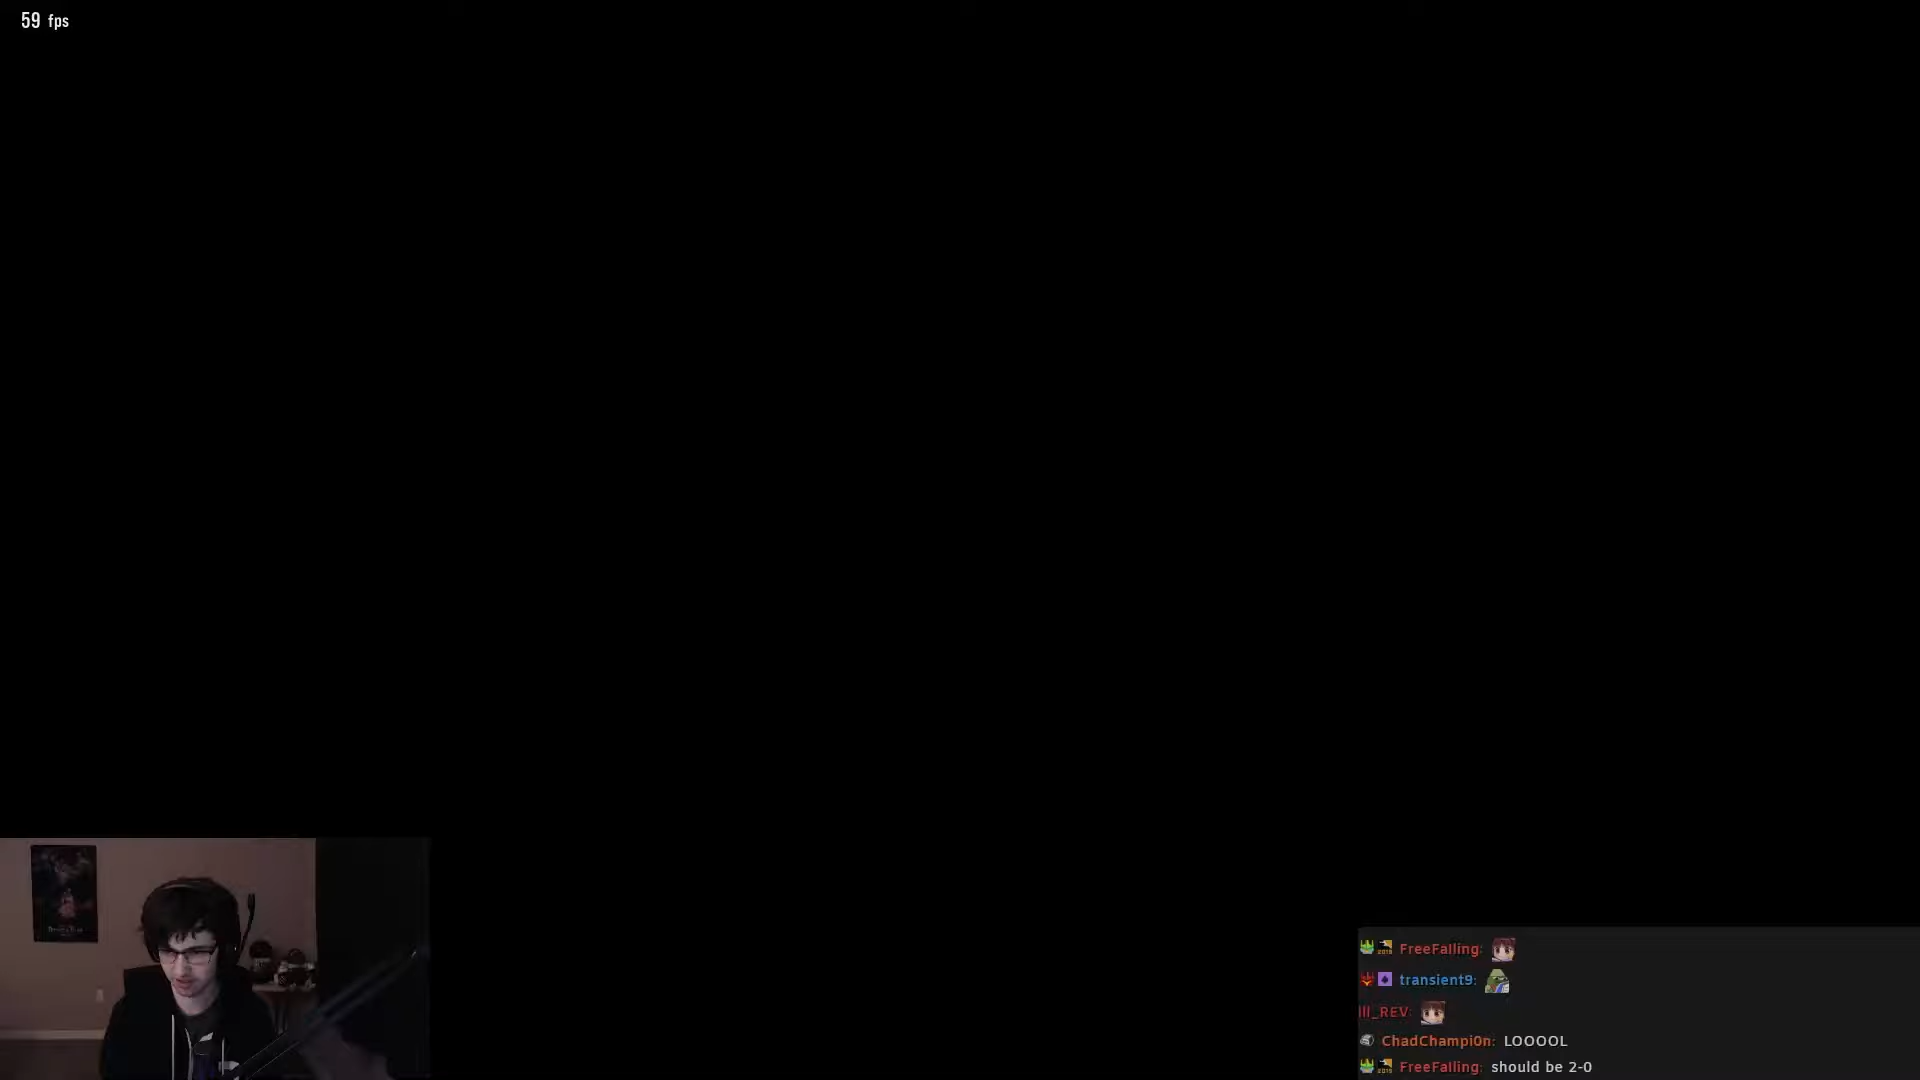 59 fps
FreeFalling:
transient9:
lll_REV:
ChadChampi0n: LOOOOL
FreeFalling: should be 2-0